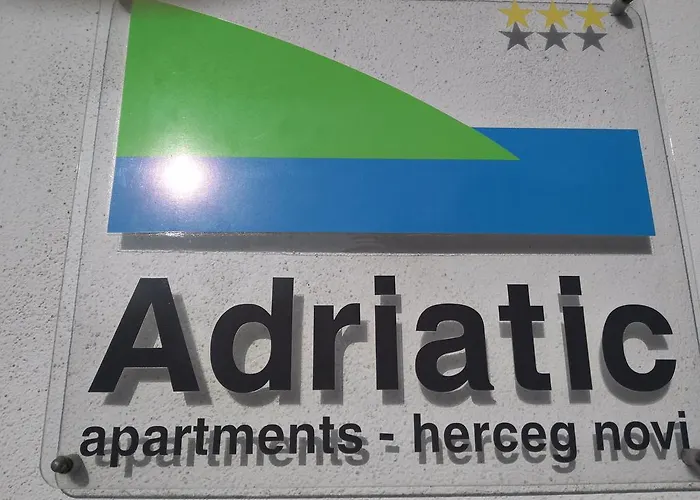 Adriatic
apartments - herceg novi